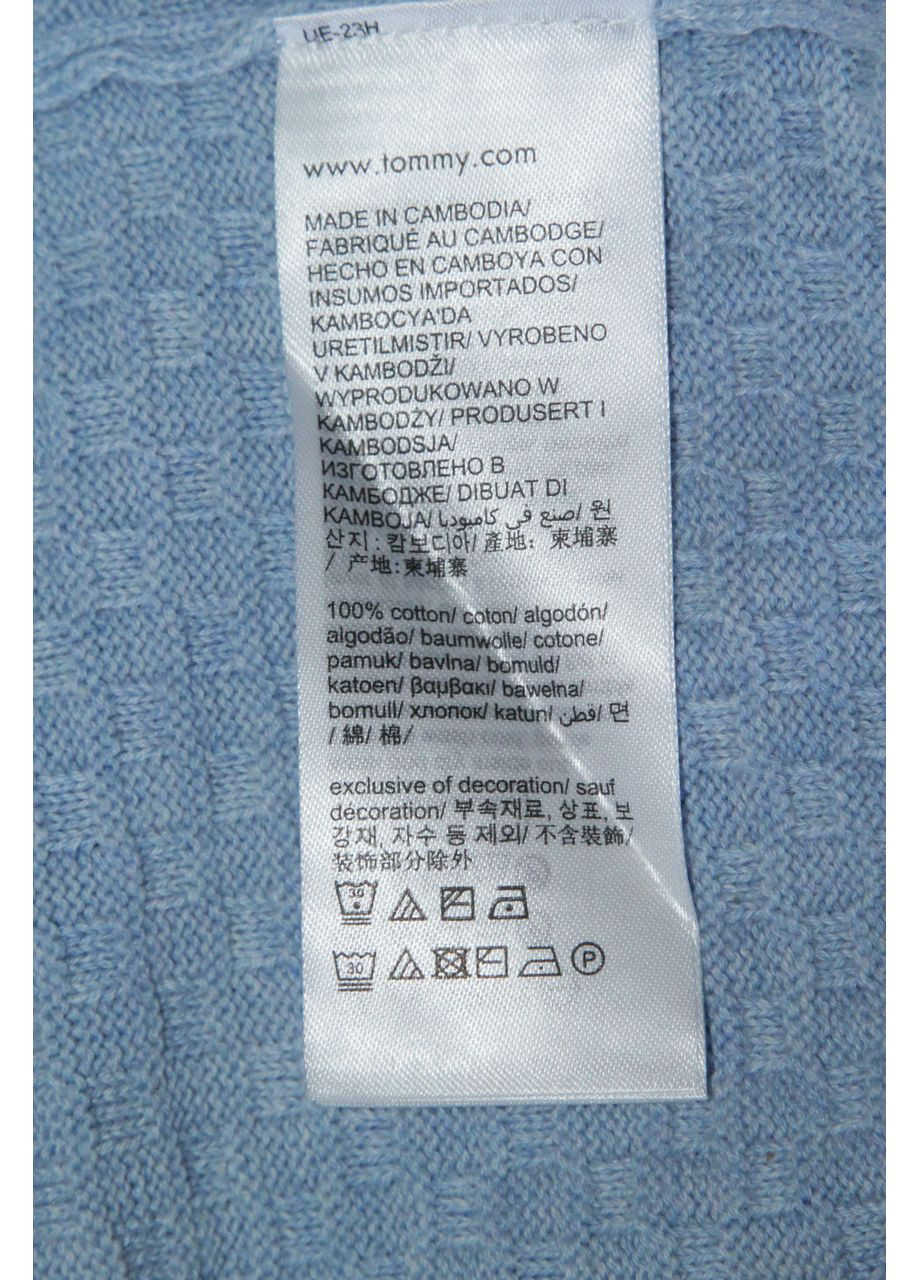 UE-23H
www.tommy.com
MADE IN CAMBODIA/
FABRIQUÉ AU CAMBODGE/
HECHO EN CAMBOYA CON
INSUMOS IMPORTADOS/
KAMBOCYA'DA
URETILMISTIR/ VYROBENO
V KAMBODŽI/
WYPRODUKOWANO W
KAMBODŻY/ PRODUSERT I
KAMBODSJA/
ИЗГОТОВЛЕНО В
КАМБОДЖЕ/ DIBUAT DI
KAMBOJA/ صنع في كامبوديا/ 원
산지 : 캄보디아/ 產地: 柬埔寨
/ 产地:柬埔寨
100% cotton/ coton/ algodón/
algodão/ baumwolle/ cotone/
pamuk/ bavlna/ bomuld/
katoen/ βαμβακι/ bawełna/
bomull/ хлопок/ katun/ قطن/ 면
/ 綿/ 棉/
exclusive of decoration/ sauf
décoration/ 부속재료, 상표, 보
강재, 자수 등 제외/ 不含裝飾/
装饰部分除外
30
30 P